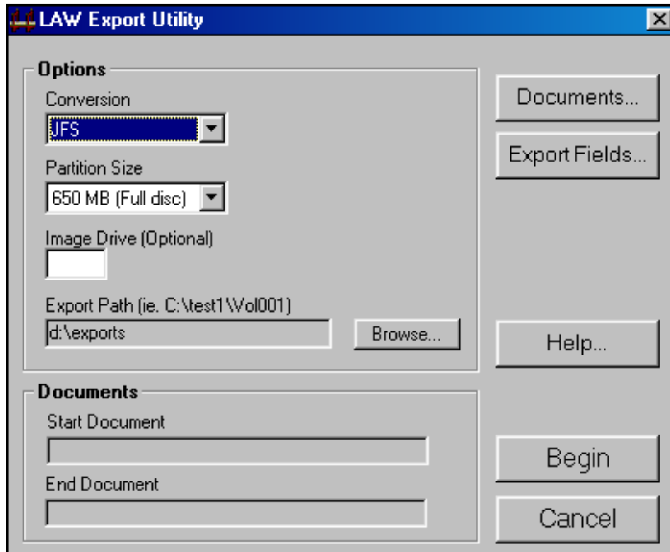 LAW Export Utility
Options
Conversion
JFS
Partition Size
650 MB (Full disc)
Image Drive (Optional)
Export Path (ie. C:\test1\Vol001)
d:\exports
Browse...
Documents
Start Document
End Document
Documents...
Export Fields...
Help...
Begin
Cancel